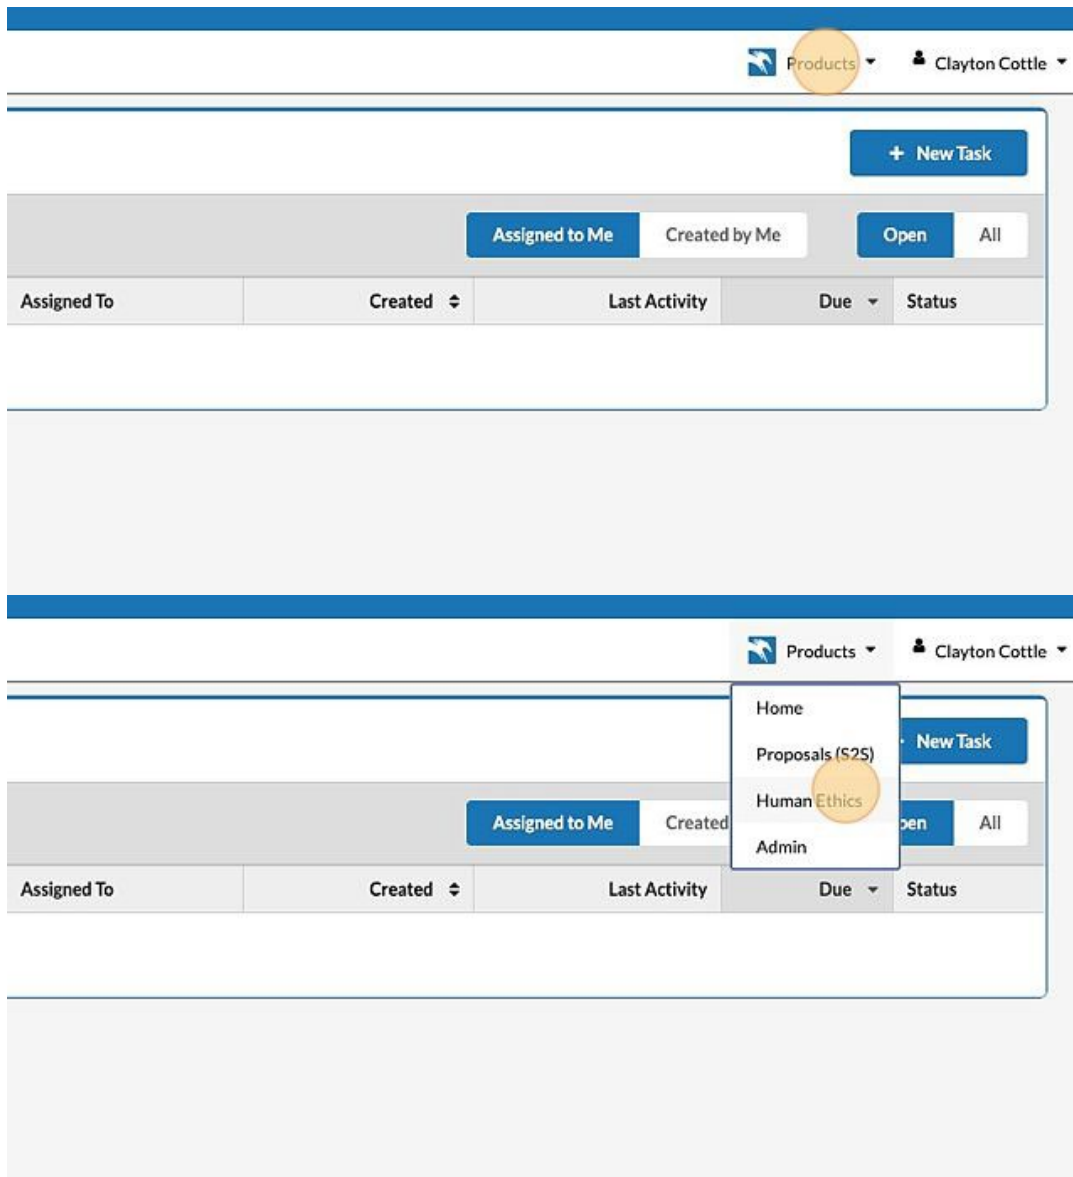 Products Clayton Cottle
+ New Task
Assigned to Me Created by Me Open All
Assigned To Created Last Activity Due Status
Products Clayton Cottle
Home
New Task
Proposals (S2S)
Human Ethics
Assigned to Me Created pen All
Admin
Assigned To Created Last Activity Due Status